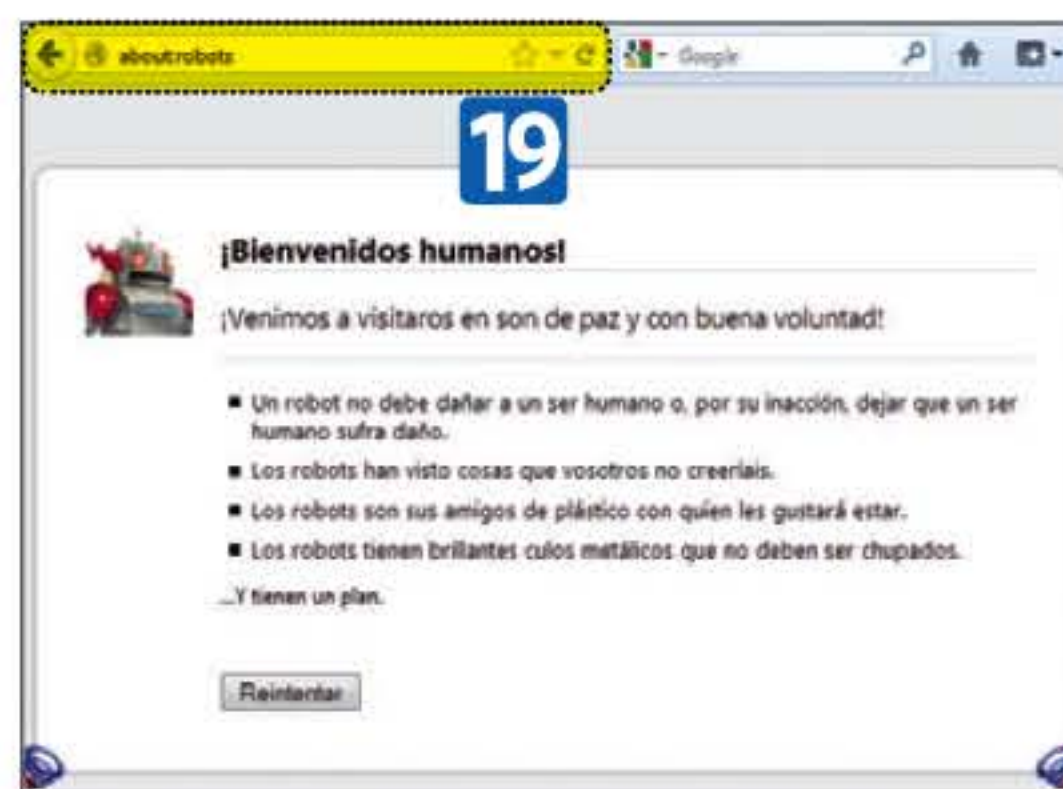 about:robots
Google
19
¡Bienvenidos humanos!
¡Venimos a visitaros en son de paz y con buena voluntad!
Un robot no debe dañar a un ser humano o, por su inacción, dejar que un ser
humano sufra daño.
Los robots han visto cosas que vosotros no creeríais.
Los robots son sus amigos de plástico con quien les gustará estar.
Los robots tienen brillantes culos metálicos que no deben ser chupados.
...Y tienen un plan.
Reintentar